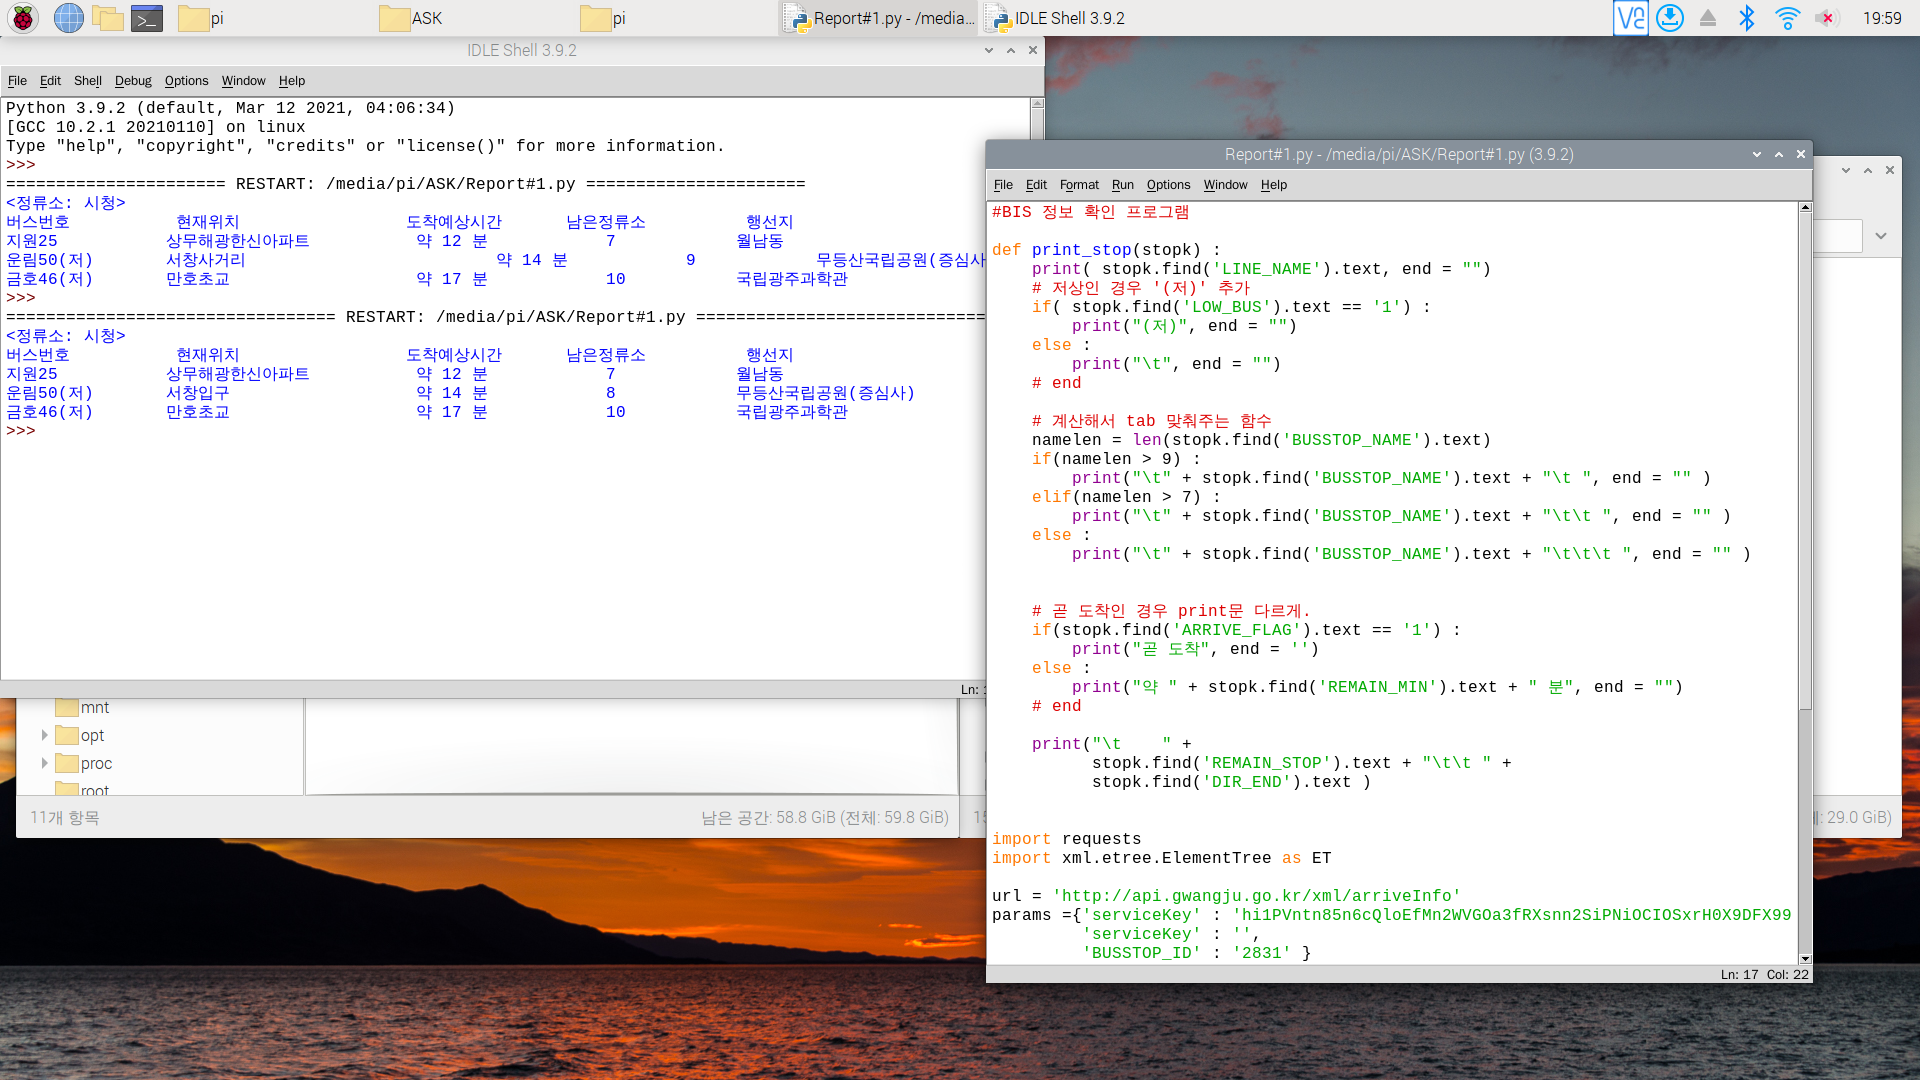 pi
ASK
pi
Report#1.py - /media...
IDLE Shell 3.9.2
19:59
IDLE Shell 3.9.2
File Edit Shell Debug Options Window Help
Python 3.9.2 (default, Mar 12 2021, 04:06:34)
[GCC 10.2.1 20210110] on linux
Type "help", "copyright", "credits" or "license()" for more information.
>>>
====================== RESTART: /media/pi/ASK/Report#1.py ======================
<정류소: 시청>
버스번호 현재위치 도착예상시간 남은정류소 행선지
지원25 상무해광한신아파트 약 12 분 7 월남동
운림50(저) 서창사거리 약 14 분 9 무등산국립공원(증심사
금호46(저) 만호초교 약 17 분 10 국립광주과학관
>>>
================================= RESTART: /media/pi/ASK/Report#1.py =============================
<정류소: 시청>
버스번호 현재위치 도착예상시간 남은정류소 행선지
지원25 상무해광한신아파트 약 12 분 7 월남동
운림50(저) 서창입구 약 14 분 8 무등산국립공원(증심사)
금호46(저) 만호초교 약 17 분 10 국립광주과학관
>>>
Ln:
mnt
opt
proc
root
11개 항목
남은 공간: 58.8 GiB (전체: 59.8 GiB)
15
Report#1.py - /media/pi/ASK/Report#1.py (3.9.2)
File Edit Format Run Options Window Help
#BIS 정보 확인 프로그램
def print_stop(stopk) :
    print( stopk.find('LINE_NAME').text, end = "")
    # 저상인 경우 '(저)' 추가
    if( stopk.find('LOW_BUS').text == '1') :
        print("(저)", end = "")
    else :
        print("\t", end = "")
    # end
    # 계산해서 tab 맞춰주는 함수
    namelen = len(stopk.find('BUSSTOP_NAME').text)
    if(namelen > 9) :
        print("\t" + stopk.find('BUSSTOP_NAME').text + "\t ", end = "" )
    elif(namelen > 7) :
        print("\t" + stopk.find('BUSSTOP_NAME').text + "\t\t ", end = "" )
    else :
        print("\t" + stopk.find('BUSSTOP_NAME').text + "\t\t\t ", end = "" )
    # 곧 도착인 경우 print문 다르게.
    if(stopk.find('ARRIVE_FLAG').text == '1') :
        print("곧 도착", end = '')
    else :
        print("약 " + stopk.find('REMAIN_MIN').text + " 분", end = "")
    # end
    print("\t    " +
          stopk.find('REMAIN_STOP').text + "\t\t " +
          stopk.find('DIR_END').text )
import requests
import xml.etree.ElementTree as ET
url = 'http://api.gwangju.go.kr/xml/arriveInfo'
params ={'serviceKey' : 'hi1PVntn85n6cQloEfMn2WVGOa3fRXsnn2SiPNiOCIOSxrH0X9DFX99
         'serviceKey' : '',
         'BUSSTOP_ID' : '2831' }
Ln: 17 Col: 22
: 29.0 GiB)